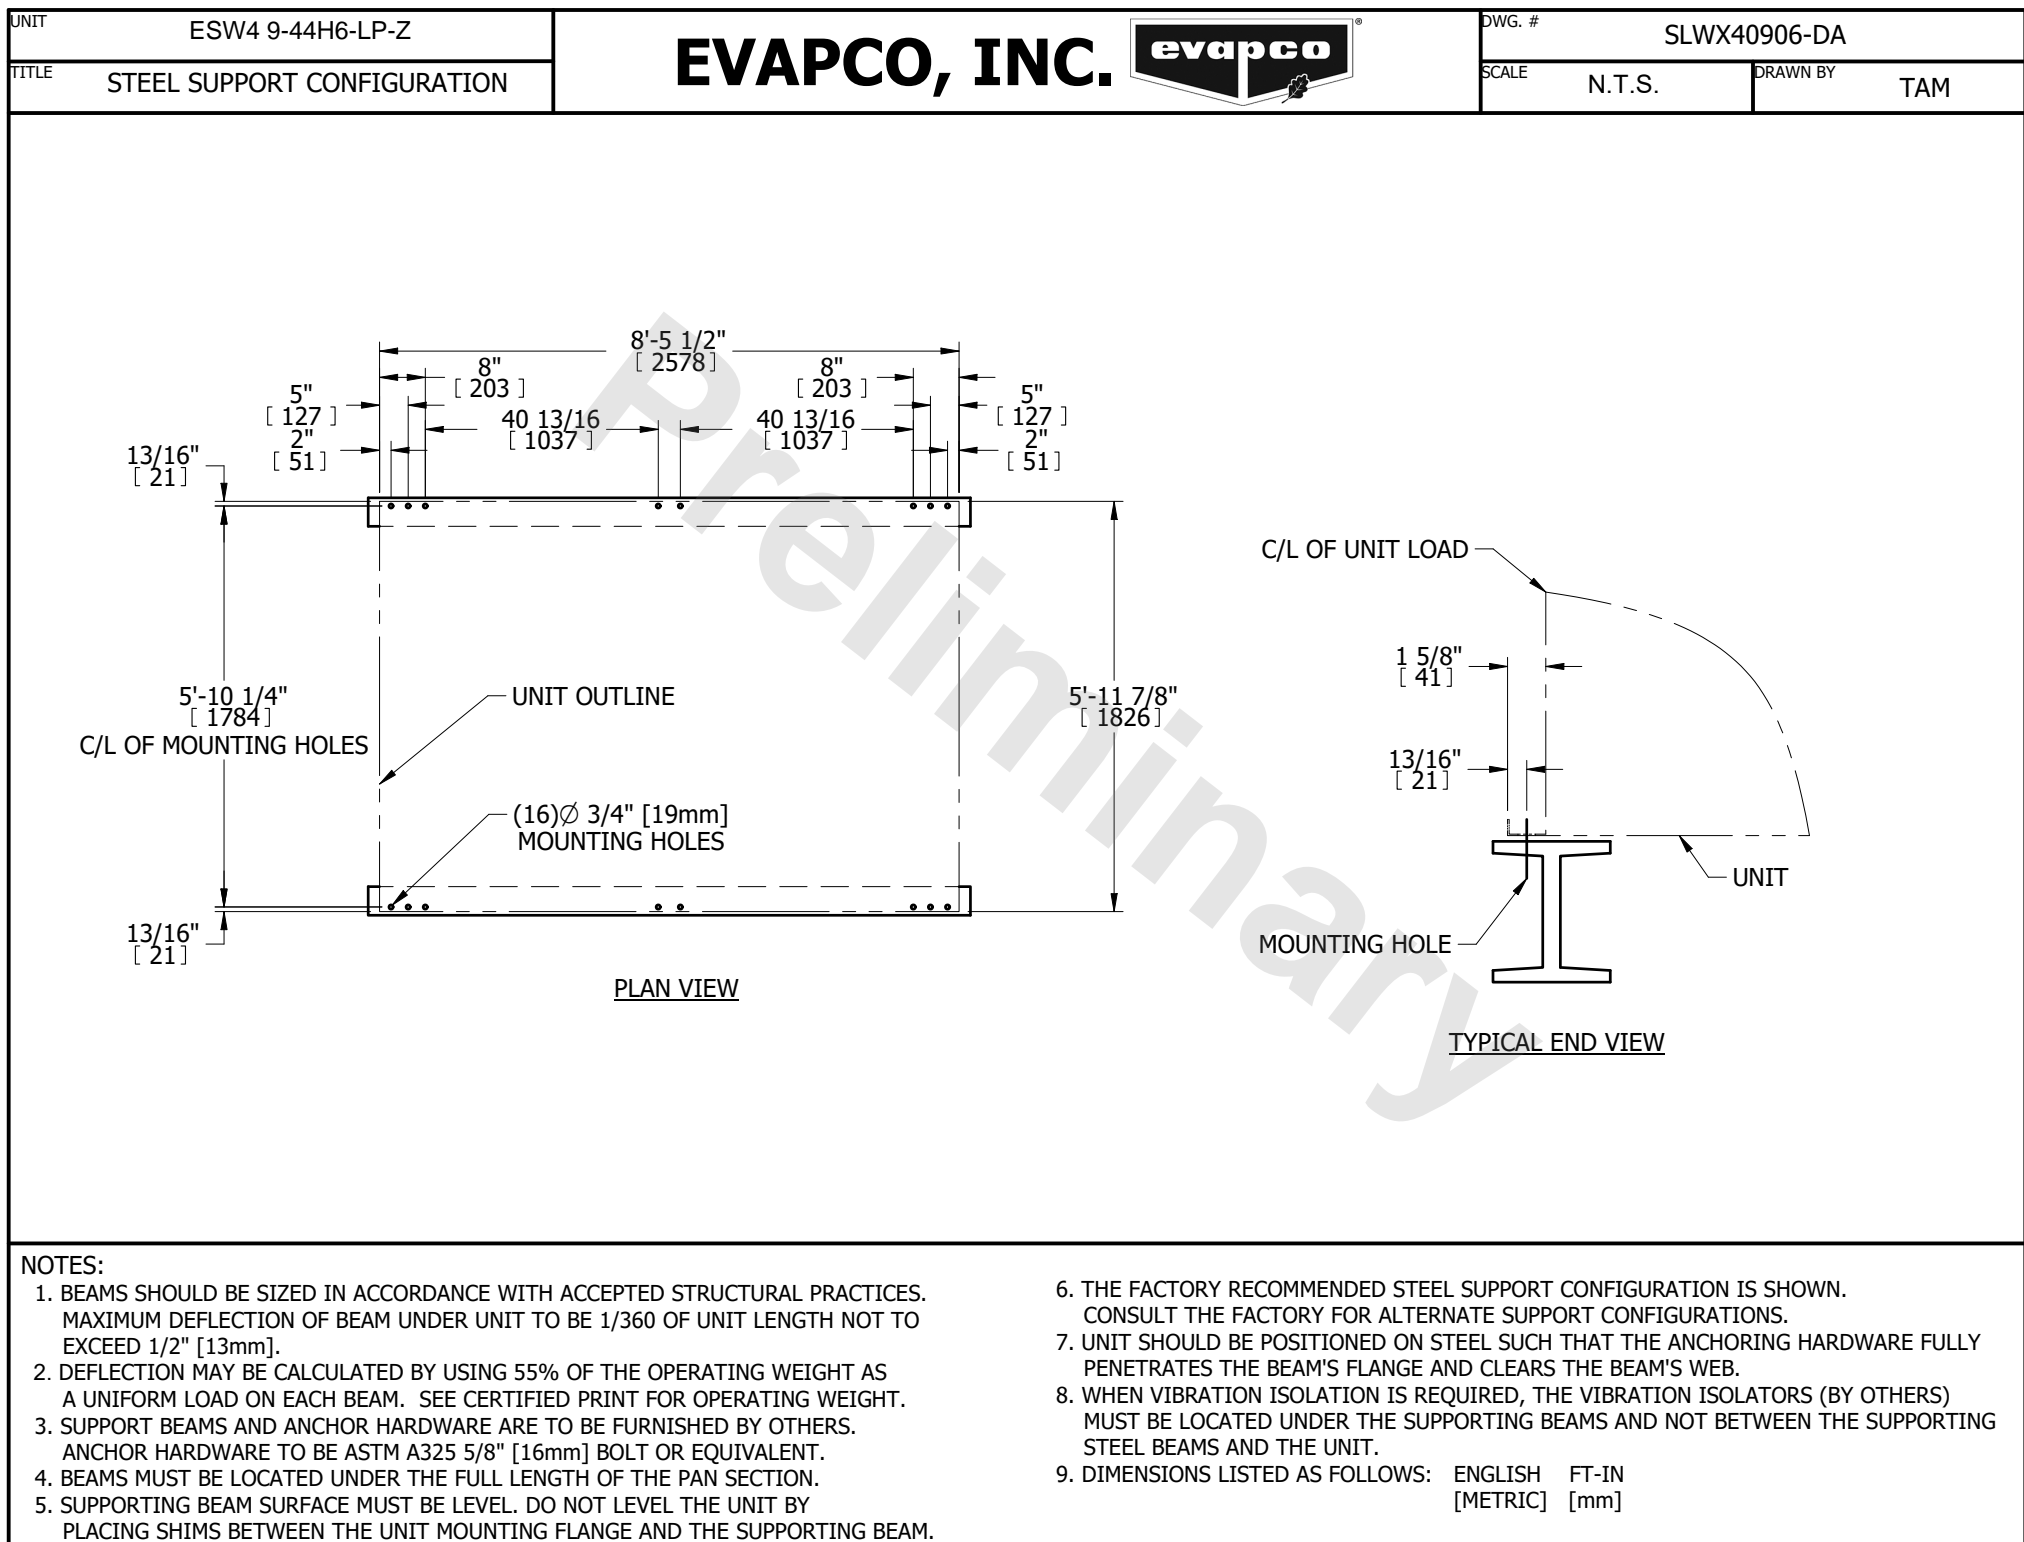 UNIT
ESW4 9-44H6-LP-Z
TITLE
STEEL SUPPORT CONFIGURATION
EVAPCO, INC.
evapco
®
DWG. #
SLWX40906-DA
SCALE
N.T.S.
DRAWN BY
TAM
8'-5 1/2"
[ 2578 ]
8"
[ 203 ]
8"
[ 203 ]
5"
[ 127 ]
5"
[ 127 ]
40 13/16
[ 1037 ]
40 13/16
[ 1037 ]
2"
[ 51 ]
2"
[ 51 ]
13/16"
[ 21 ]
5'-10 1/4"
[ 1784 ]
C/L OF MOUNTING HOLES
UNIT OUTLINE
5'-11 7/8"
[ 1826 ]
(16)∅ 3/4" [19mm]
MOUNTING HOLES
13/16"
[ 21 ]
PLAN VIEW
Preliminary
C/L OF UNIT LOAD
1 5/8"
[ 41 ]
13/16"
[ 21 ]
UNIT
MOUNTING HOLE
TYPICAL END VIEW
NOTES:
1. BEAMS SHOULD BE SIZED IN ACCORDANCE WITH ACCEPTED STRUCTURAL PRACTICES.
MAXIMUM DEFLECTION OF BEAM UNDER UNIT TO BE 1/360 OF UNIT LENGTH NOT TO
EXCEED 1/2" [13mm].
2. DEFLECTION MAY BE CALCULATED BY USING 55% OF THE OPERATING WEIGHT AS
A UNIFORM LOAD ON EACH BEAM. SEE CERTIFIED PRINT FOR OPERATING WEIGHT.
3. SUPPORT BEAMS AND ANCHOR HARDWARE ARE TO BE FURNISHED BY OTHERS.
ANCHOR HARDWARE TO BE ASTM A325 5/8" [16mm] BOLT OR EQUIVALENT.
4. BEAMS MUST BE LOCATED UNDER THE FULL LENGTH OF THE PAN SECTION.
5. SUPPORTING BEAM SURFACE MUST BE LEVEL. DO NOT LEVEL THE UNIT BY
PLACING SHIMS BETWEEN THE UNIT MOUNTING FLANGE AND THE SUPPORTING BEAM.
6. THE FACTORY RECOMMENDED STEEL SUPPORT CONFIGURATION IS SHOWN.
CONSULT THE FACTORY FOR ALTERNATE SUPPORT CONFIGURATIONS.
7. UNIT SHOULD BE POSITIONED ON STEEL SUCH THAT THE ANCHORING HARDWARE FULLY
PENETRATES THE BEAM'S FLANGE AND CLEARS THE BEAM'S WEB.
8. WHEN VIBRATION ISOLATION IS REQUIRED, THE VIBRATION ISOLATORS (BY OTHERS)
MUST BE LOCATED UNDER THE SUPPORTING BEAMS AND NOT BETWEEN THE SUPPORTING
STEEL BEAMS AND THE UNIT.
9. DIMENSIONS LISTED AS FOLLOWS: ENGLISH FT-IN
[METRIC] [mm]